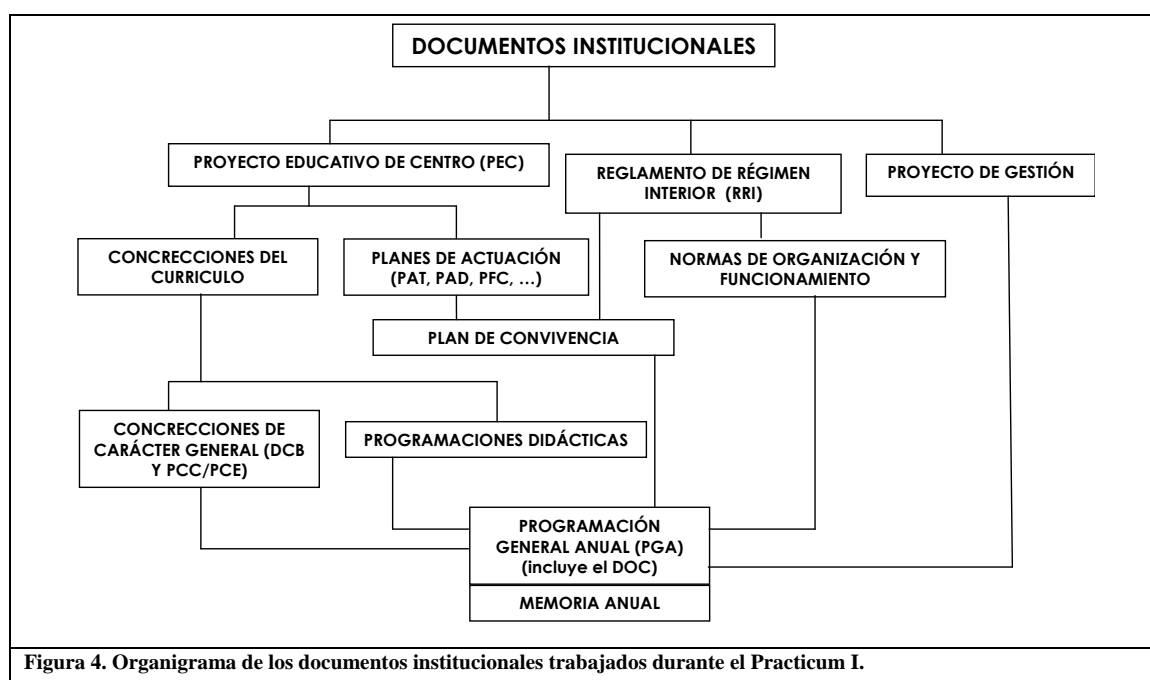 DOCUMENTOS INSTITUCIONALES
PROYECTO EDUCATIVO DE CENTRO (PEC)
REGLAMENTO DE RÉGIMEN
INTERIOR (RRI)
PROYECTO DE GESTIÓN
CONCRECCIONES DEL
CURRICULO
PLANES DE ACTUACIÓN
(PAT, PAD, PFC, ...)
NORMAS DE ORGANIZACIÓN Y
FUNCIONAMIENTO
PLAN DE CONVIVENCIA
CONCRECCIONES DE
CARÁCTER GENERAL (DCB
Y PCC/PCE)
PROGRAMACIONES DIDÁCTICAS
PROGRAMACIÓN
GENERAL ANUAL (PGA)
(incluye el DOC)
MEMORIA ANUAL
Figura 4. Organigrama de los documentos institucionales trabajados durante el Practicum I.